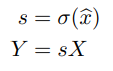 s = σ(x̂)
Y = sX